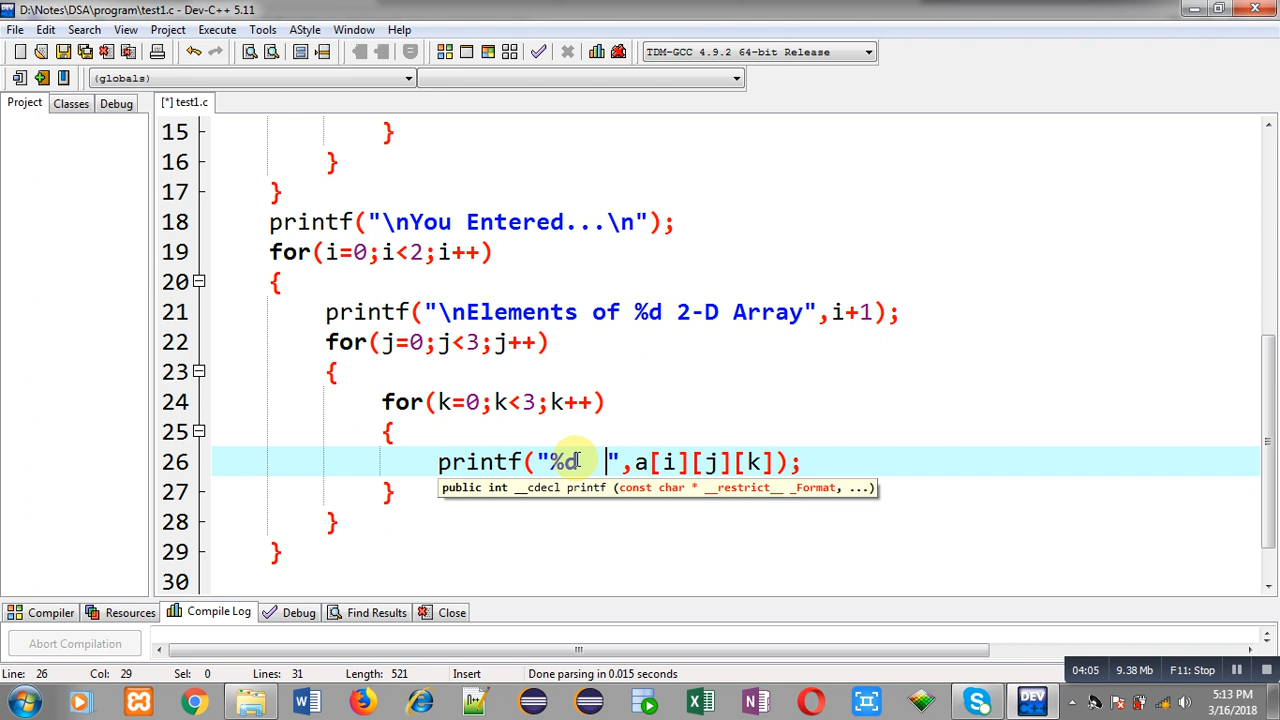 D:\Notes\DSA\program\test1.c - Dev-C++ 5.11
File Edit Search View Project Execute Tools AStyle Window Help
TDM-GCC 4.9.2 64-bit Release
(globals)
Project Classes Debug
[*] test1.c
15 }
16 }
17 }
18 printf("\nYou Entered...\n");
19 for(i=0;i<2;i++)
20 {
21 printf("\nElements of %d 2-D Array",i+1);
22 for(j=0;j<3;j++)
23 {
24 for(k=0;k<3;k++)
25 {
26 printf("%d  ",a[i][j][k]);
public int __cdecl printf (const char * __restrict__ _Format, ...)
27 }
28 }
29 }
30
Compiler Resources Compile Log Debug Find Results Close
Abort Compilation
Line: 26 Col: 29 Sel: 0 Lines: 31 Length: 521 Insert Done parsing in 0.015 seconds
04:05 9.38 Mb F11: Stop
DEV
5:13 PM
3/16/2018